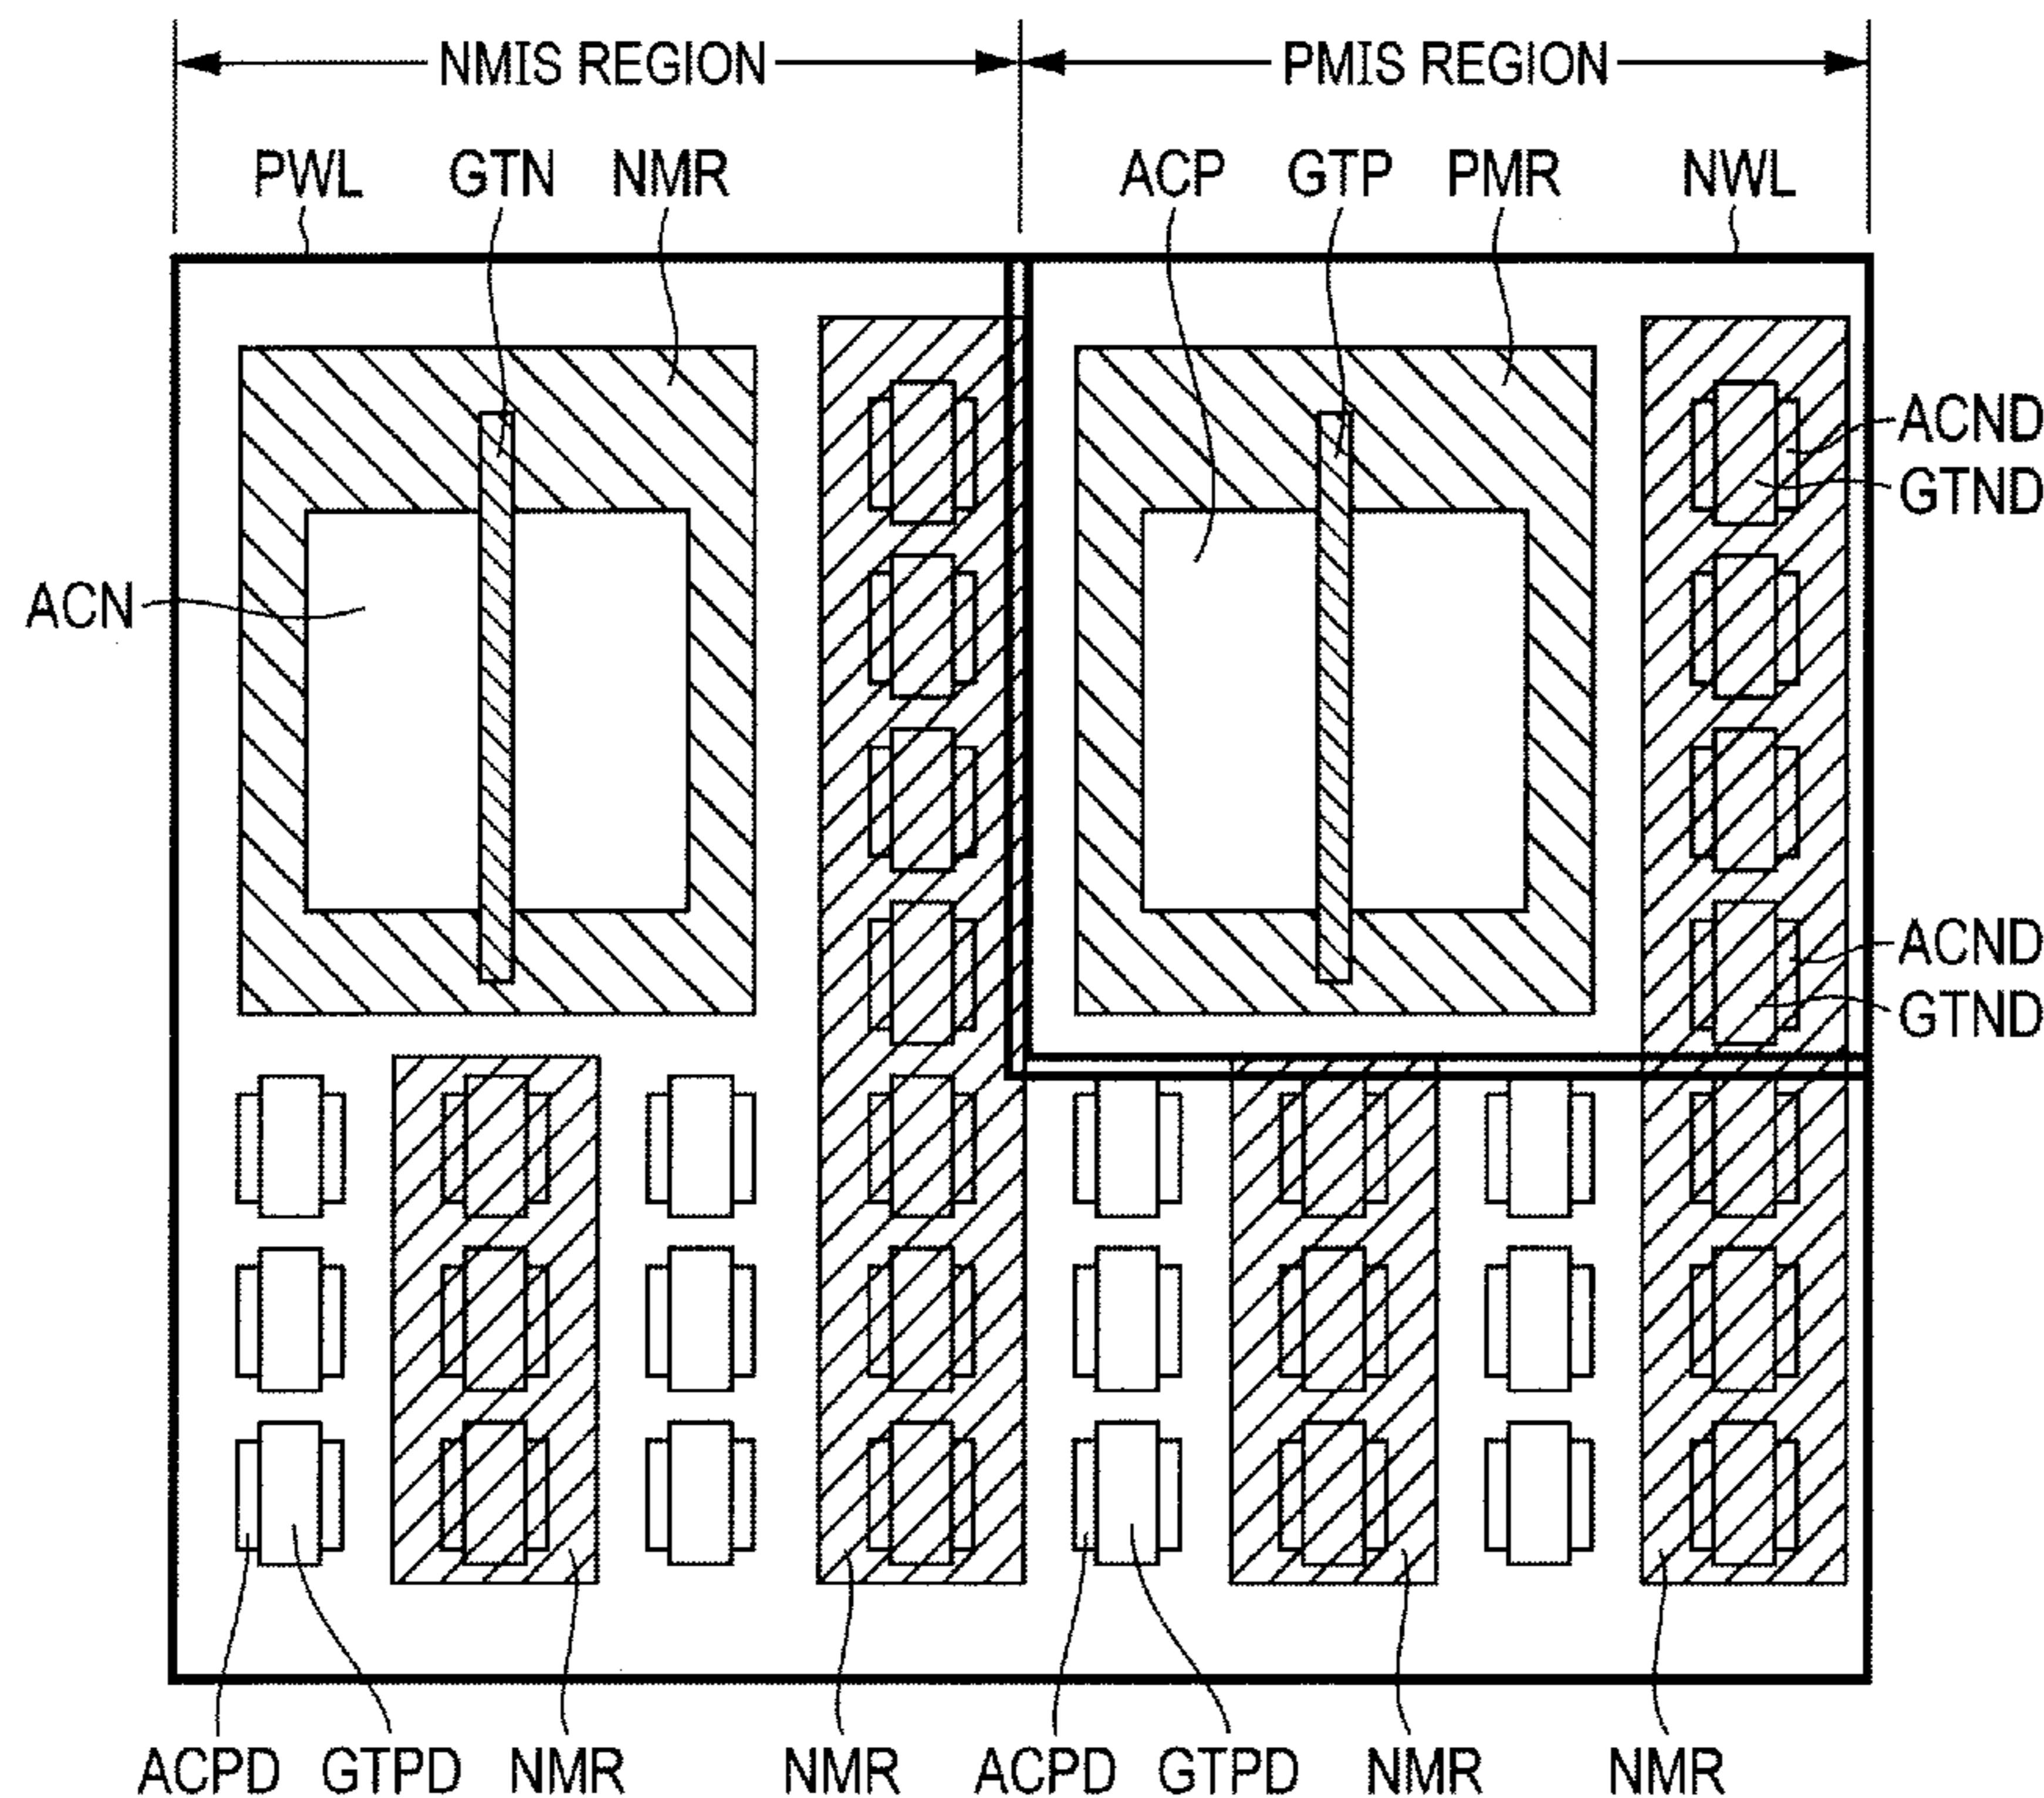 NMIS REGION PMIS REGION
PWL GTN NMR ACP GTP PMR NWL
ACND
GTND
ACN
ACND
GTND
ACPD GTPD NMR NMR ACPD GTPD NMR NMR